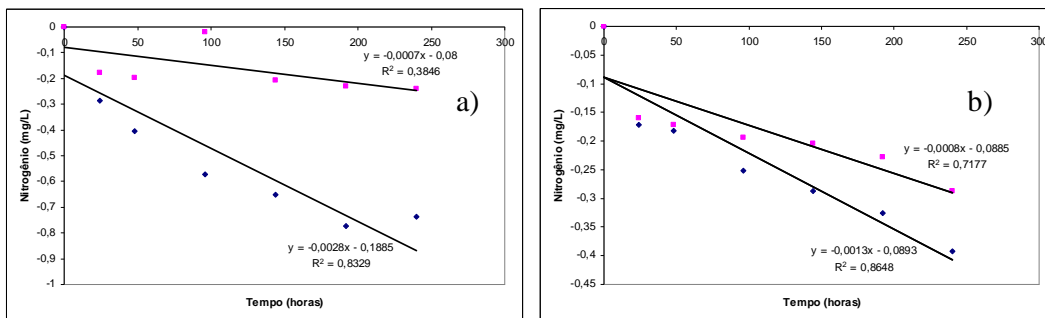 0
-0,1
-0,2
-0,3
-0,4
-0,5
-0,6
-0,7
-0,8
-0,9
-1
0 50 100 150 200 250 300
Nitrogênio (mg/L)
Tempo (horas)
y = -0,0007x - 0,08
R² = 0,3846
a)
y = -0,0028x - 0,1885
R² = 0,8329
0
-0,05
-0,1
-0,15
-0,2
-0,25
-0,3
-0,35
-0,4
-0,45
0 50 100 150 200 250 300
Nitrogênio (mg/L)
Tempo (horas)
b)
y = -0,0008x - 0,0885
R² = 0,7177
y = -0,0013x - 0,0893
R² = 0,8648